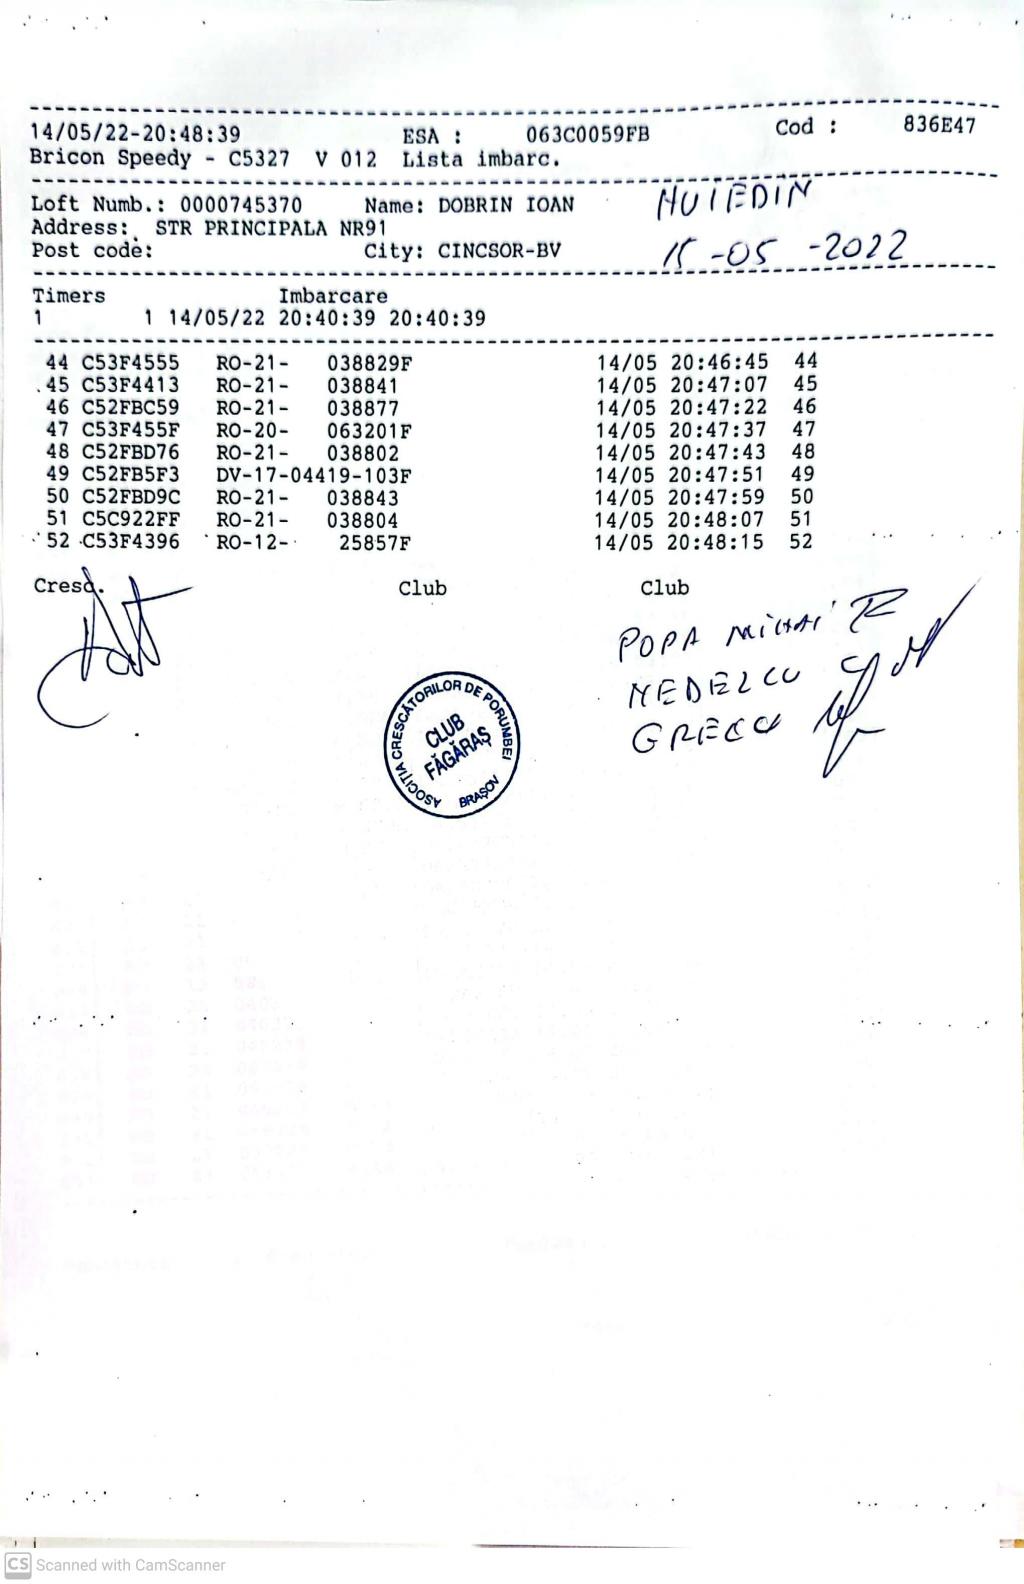 14/05/22-20:48:39 ESA : 063C0059FB Cod : 836E47
Bricon Speedy - C5327 V 012 Lista imbarc.
Loft Numb.: 0000745370 Name: DOBRIN IOAN HUIEDIN
Address: STR PRINCIPALA NR91
Post code: City: CINCSOR-BV 15-05-2022
Timers Imbarcare
1 1 14/05/22 20:40:39 20:40:39
44 C53F4555 RO-21- 038829F 14/05 20:46:45 44
45 C53F4413 RO-21- 038841 14/05 20:47:07 45
46 C52FBC59 RO-21- 038877 14/05 20:47:22 46
47 C53F455F RO-20- 063201F 14/05 20:47:37 47
48 C52FBD76 RO-21- 038802 14/05 20:47:43 48
49 C52FB5F3 DV-17-04419-103F 14/05 20:47:51 49
50 C52FBD9C RO-21- 038843 14/05 20:47:59 50
51 C5C922FF RO-21- 038804 14/05 20:48:07 51
52 C53F4396 RO-12- 25857F 14/05 20:48:15 52
Cresc. Club Club
POPA MIHAI
NEDELCU
GRECU
ASOCIȚIA CRESCĂTORILOR DE PORUMBEI
CLUB
FĂGĂRAȘ
BRAȘOV
CS Scanned with CamScanner